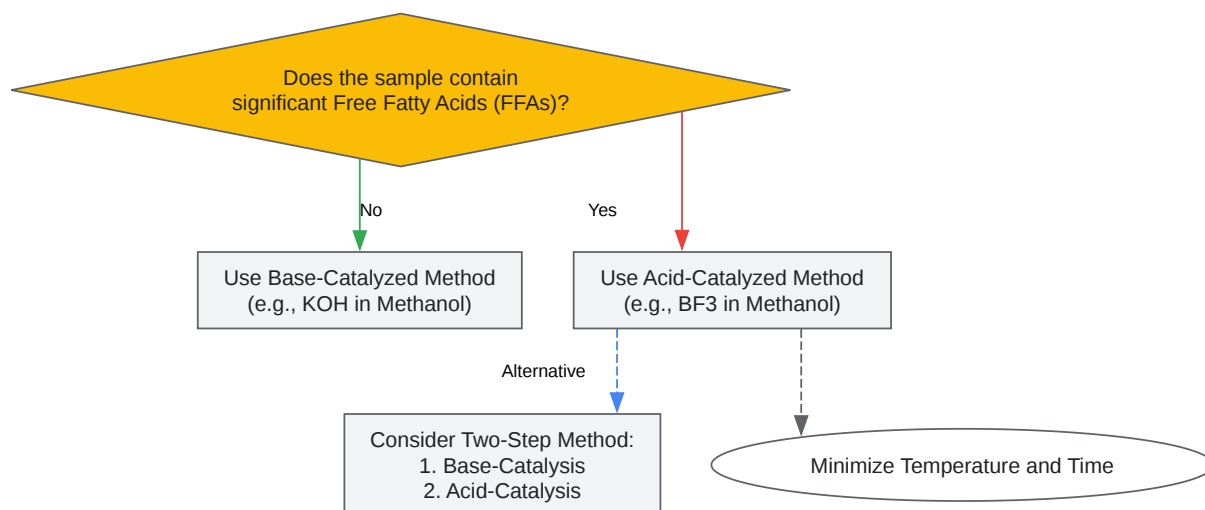 Does the sample contain
significant Free Fatty Acids (FFAs)?
No
Yes
Use Base-Catalyzed Method
(e.g., KOH in Methanol)
Use Acid-Catalyzed Method
(e.g., BF3 in Methanol)
Alternative
Consider Two-Step Method:
1. Base-Catalysis
2. Acid-Catalysis
Minimize Temperature and Time